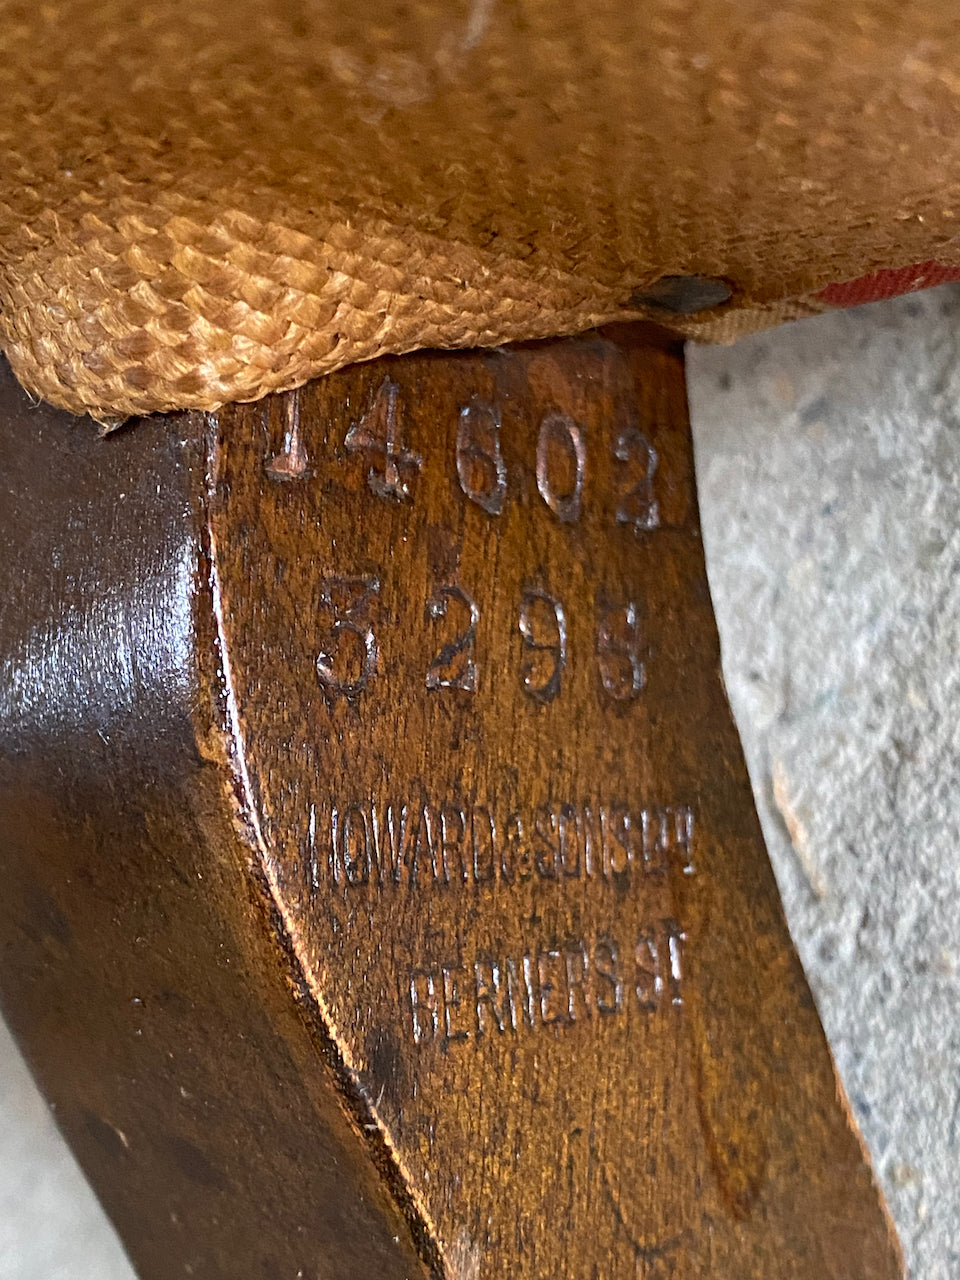 14602
3298
HOWARD & SONS LTD
BERNERS ST